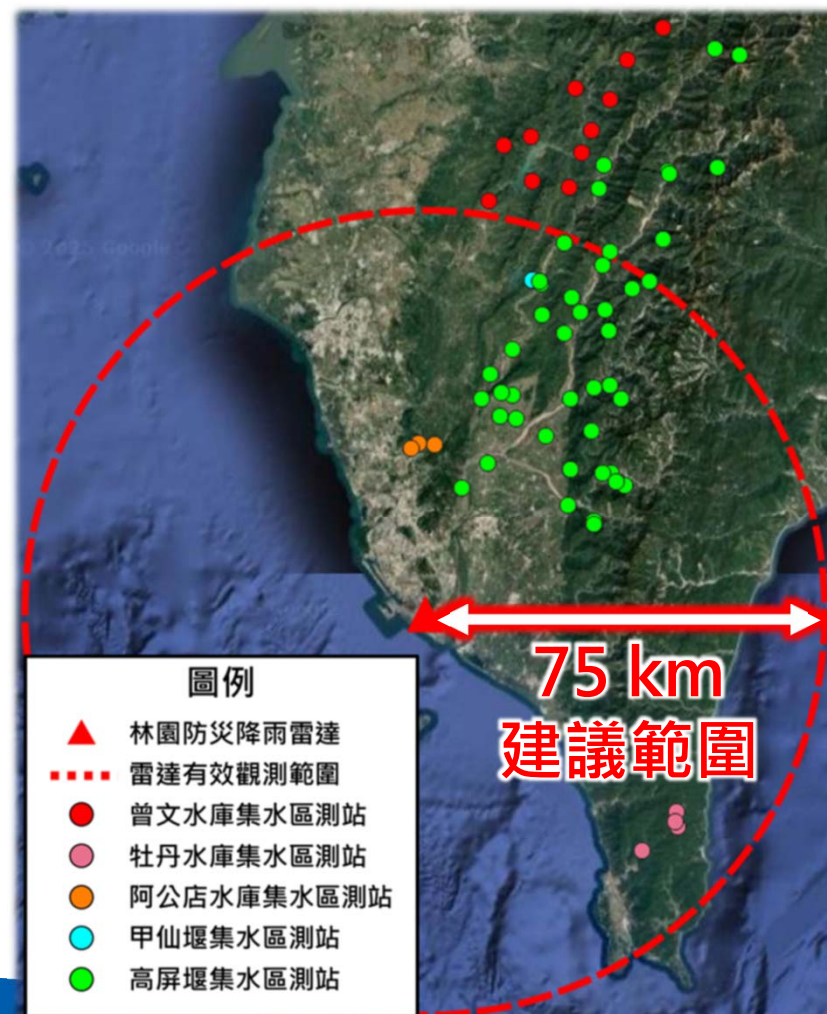 © 2025 Google
75 km
建議範圍
圖例
林園防災降雨雷達
雷達有效觀測範圍
曾文水庫集水區測站
牡丹水庫集水區測站
阿公店水庫集水區測站
甲仙堰集水區測站
高屏堰集水區測站